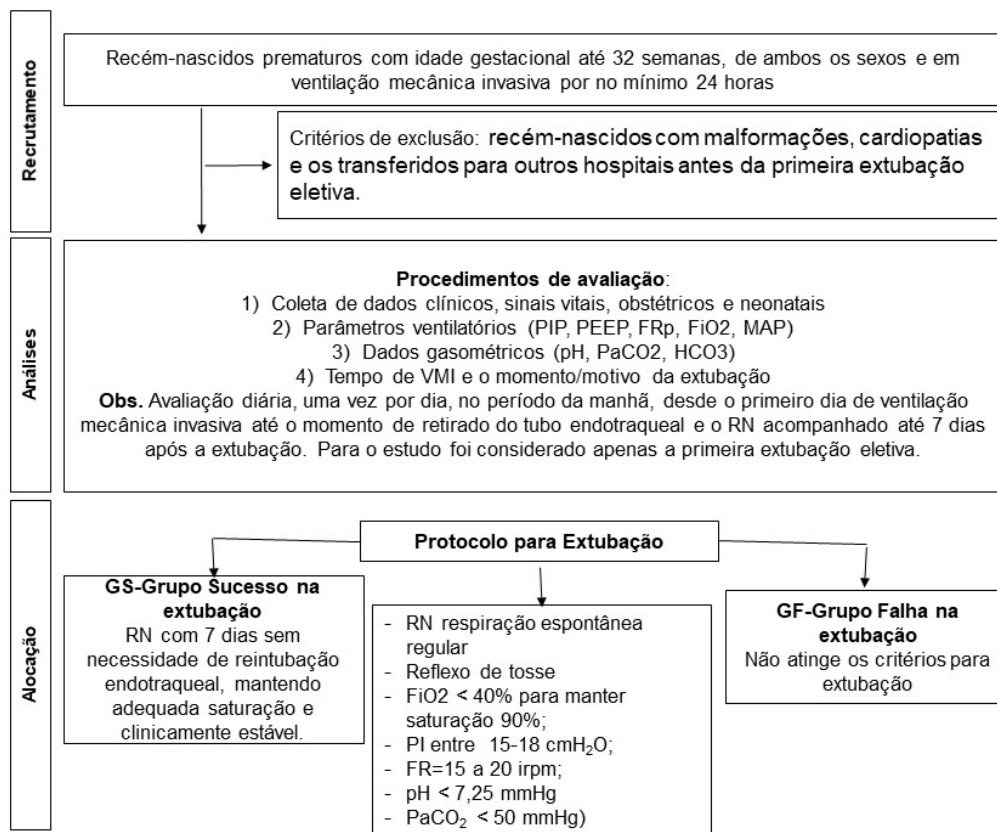 Recrutamento
Recém-nascidos prematuros com idade gestacional até 32 semanas, de ambos os sexos e em
ventilação mecânica invasiva por no mínimo 24 horas
Critérios de exclusão: recém-nascidos com malformações, cardiopatias
e os transferidos para outros hospitais antes da primeira extubação
eletiva.
Análises
Procedimentos de avaliação:
1) Coleta de dados clínicos, sinais vitais, obstétricos e neonatais
2) Parâmetros ventilatórios (PIP, PEEP, FRp, FiO2, MAP)
3) Dados gasométricos (pH, PaCO2, HCO3)
4) Tempo de VMI e o momento/motivo da extubação
Obs. Avaliação diária, uma vez por dia, no período da manhã, desde o primeiro dia de ventilação
mecânica invasiva até o momento de retirado do tubo endotraqueal e o RN acompanhado até 7 dias
após a extubação. Para o estudo foi considerado apenas a primeira extubação eletiva.
Alocação
Protocolo para Extubação
GS-Grupo Sucesso na
extubação
RN com 7 dias sem
necessidade de reintubação
endotraqueal, mantendo
adequada saturação e
clinicamente estável.
- RN respiração espontânea
regular
- Reflexo de tosse
- FiO2 < 40% para manter
saturação 90%;
- PI entre 15-18 cmH₂O;
- FR=15 a 20 irpm;
- pH < 7,25 mmHg
- PaCO₂ < 50 mmHg)
GF-Grupo Falha na
extubação
Não atinge os critérios para
extubação